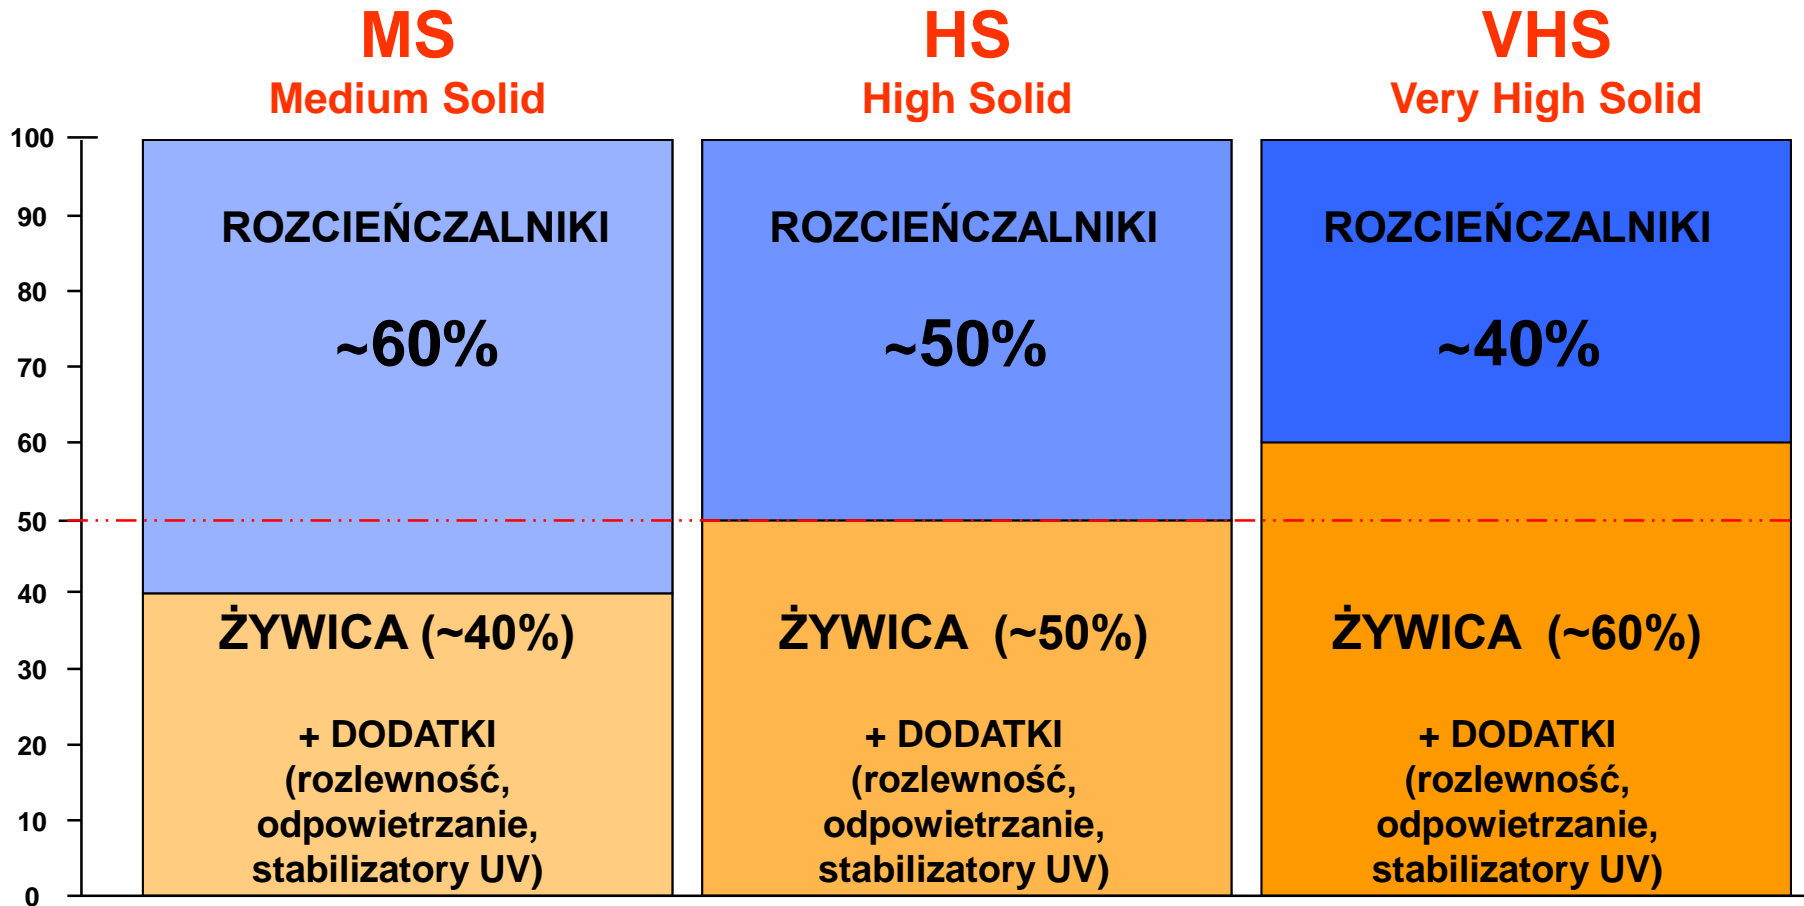 MS
Medium Solid
HS
High Solid
VHS
Very High Solid
100
90
80
70
60
50
40
30
20
10
0
ROZCIEŃCZALNIKI
~60%
ŻYWICA (~40%)
+ DODATKI
(rozlewność,
odpowietrzanie,
stabilizatory UV)
ROZCIEŃCZALNIKI
~50%
ŻYWICA (~50%)
+ DODATKI
(rozlewność,
odpowietrzanie,
stabilizatory UV)
ROZCIEŃCZALNIKI
~40%
ŻYWICA (~60%)
+ DODATKI
(rozlewność,
odpowietrzanie,
stabilizatory UV)